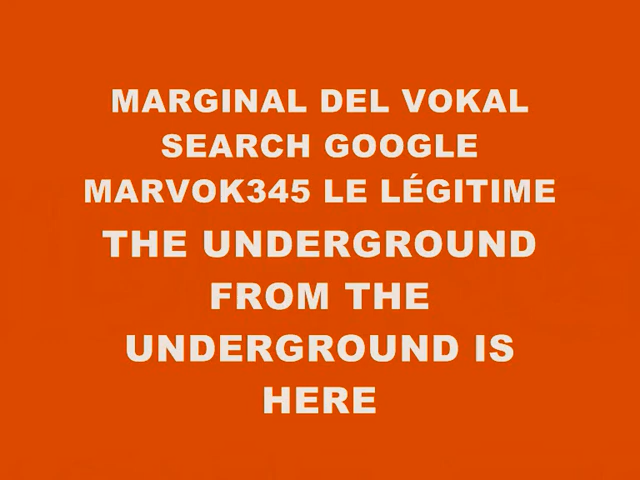 MARGINAL DEL VOKAL
SEARCH GOOGLE
MARVOK345 LE LÉGITIME
THE UNDERGROUND
FROM THE
UNDERGROUND IS
HERE